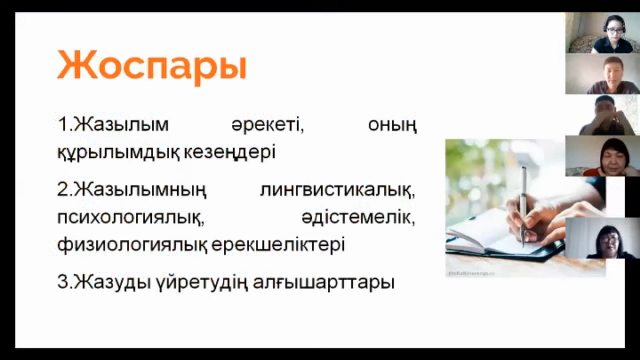 Жоспары
1.Жазылым әрекеті, оның
құрылымдық кезеңдері
2.Жазылымның лингвистикалық,
психологиялық, әдістемелік,
физиологиялық ерекшеліктері
3.Жазуды үйретудің алғышарттары